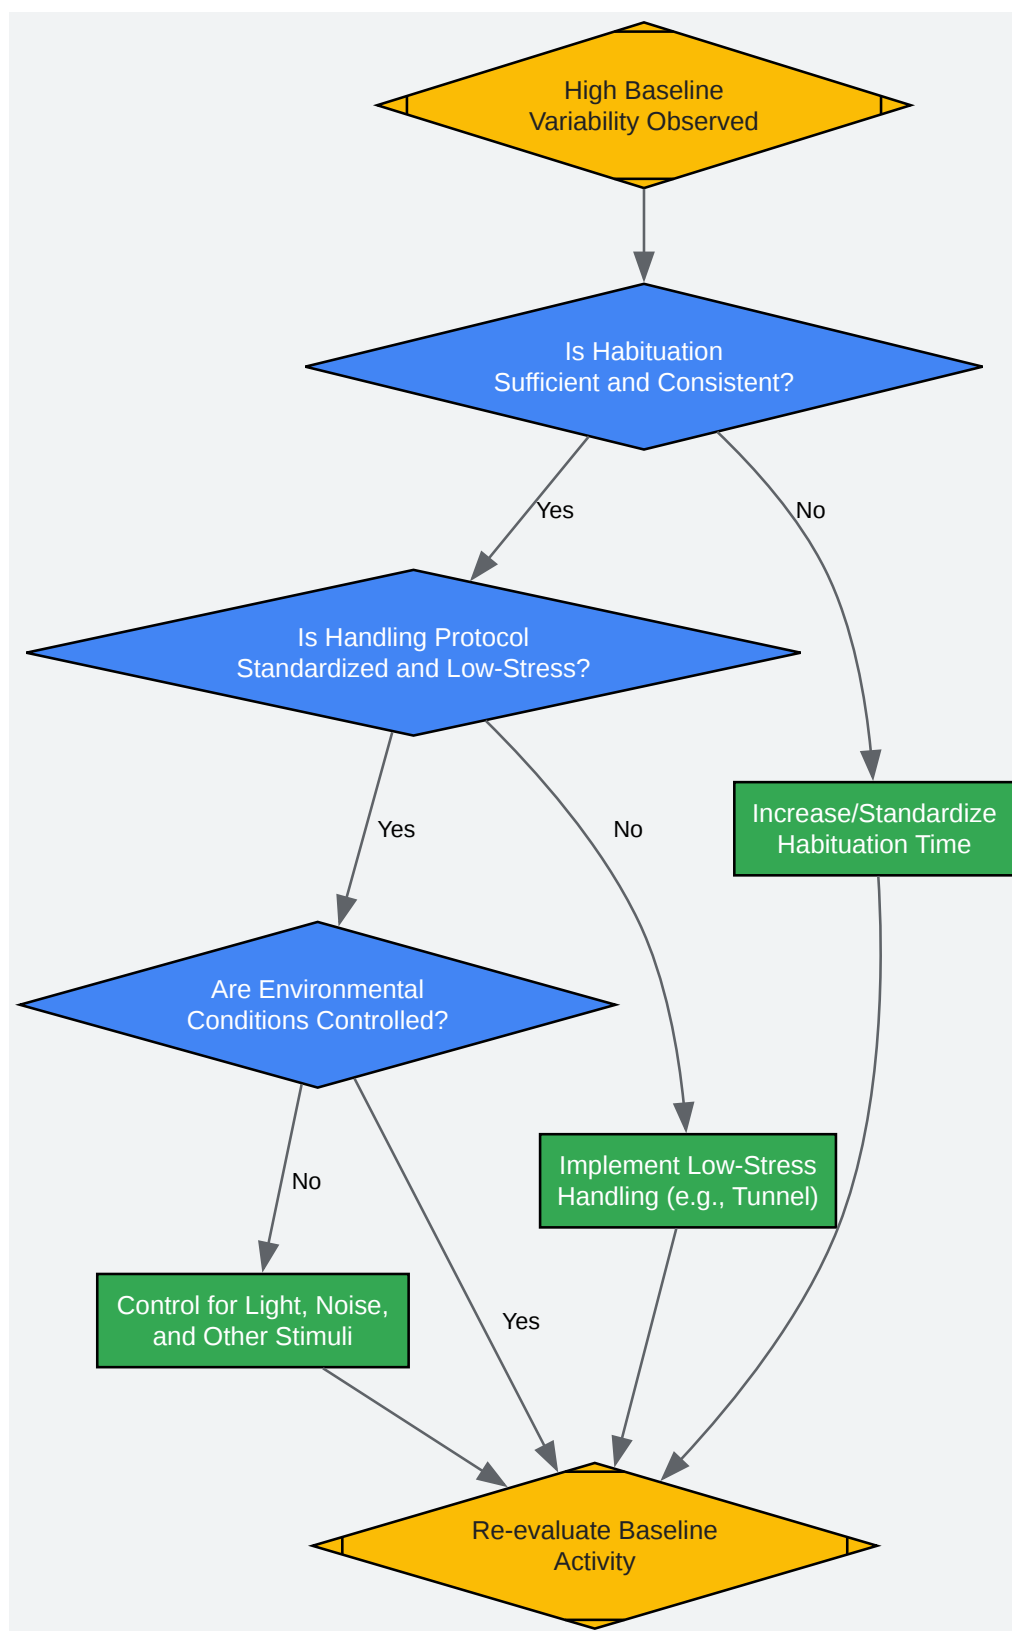 High Baseline
Variability Observed
Is Habituation
Sufficient and Consistent?
Yes
No
Is Handling Protocol
Standardized and Low-Stress?
Increase/Standardize
Habituation Time
Yes
No
Are Environmental
Conditions Controlled?
Implement Low-Stress
Handling (e.g., Tunnel)
No
Control for Light, Noise,
and Other Stimuli
Yes
Re-evaluate Baseline
Activity